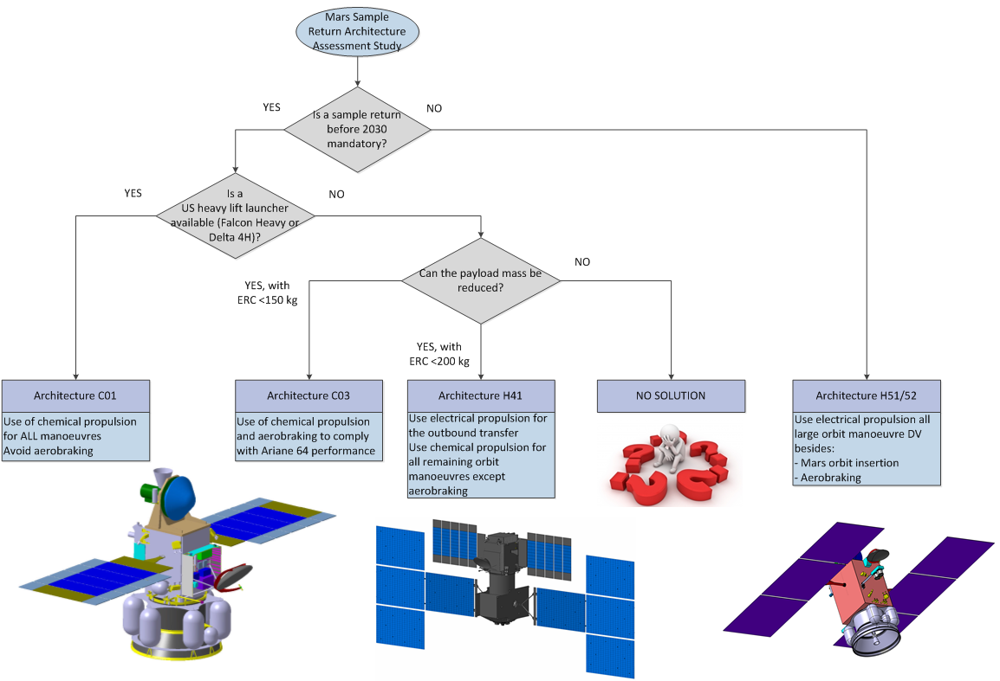 Mars Sample
Return Architecture
Assessment Study
YES
NO
Is a sample return
before 2030
mandatory?
YES
NO
Is a
US heavy lift launcher
available (Falcon Heavy or
Delta 4H)?
NO
Can the payload mass be
reduced?
YES, with
ERC <150 kg
YES, with
ERC <200 kg
Architecture C01
Use of chemical propulsion
for ALL manoeuvres
Avoid aerobraking
Architecture C03
Use of chemical propulsion
and aerobraking to comply
with Ariane 64 performance
Architecture H41
Use electrical propulsion for
the outbound transfer
Use chemical propulsion for
all remaining orbit
manoeuvres except
aerobraking
NO SOLUTION
Architecture H51/52
Use electrical propulsion all
large orbit manoeuvre DV
besides:
- Mars orbit insertion
- Aerobraking